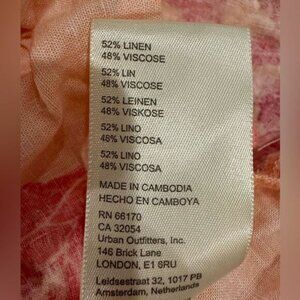 52% LINEN
48% VISCOSE
52% LIN
48% VISCOSE
52% LEINEN
48% VISKOSE
52% LINO
48% VISCOSA
52% LINO
48% VISCOSA
MADE IN CAMBODIA
HECHO EN CAMBOYA
RN 66170
CA 32054
Urban Outfitters, Inc.
146 Brick Lane
LONDON, E1 6RU
Leidsestraat 32, 1017 PB
Amsterdam, Netherlands